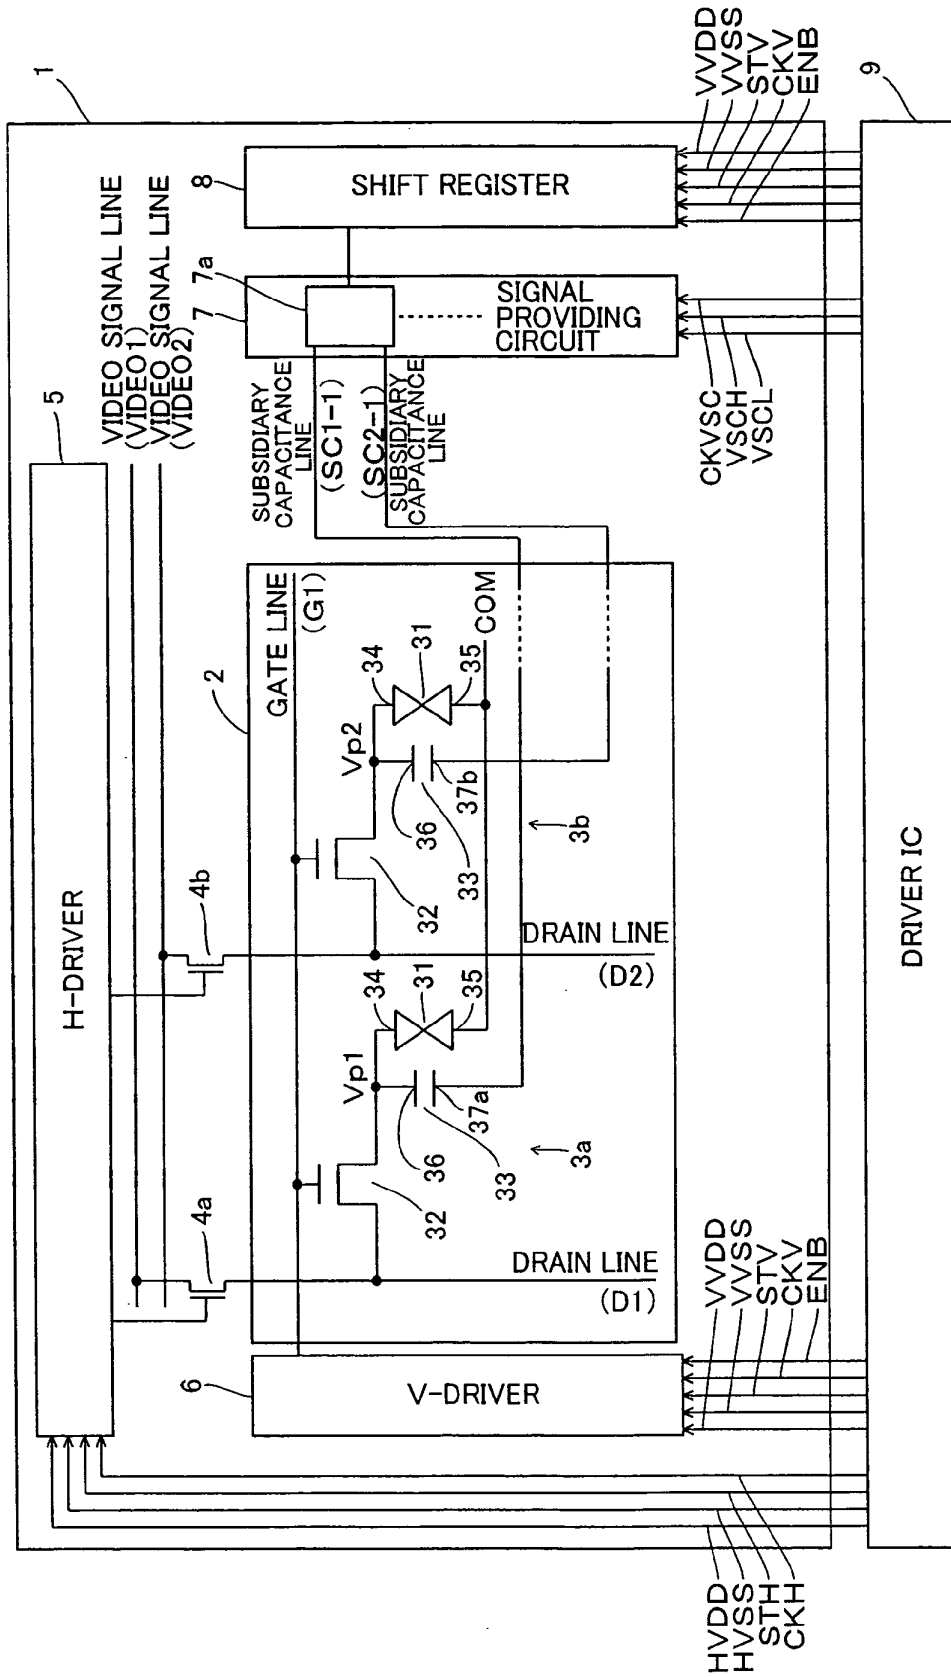 1
5
H-DRIVER
VIDEO SIGNAL LINE
(VIDEO1)
VIDEO SIGNAL LINE
(VIDEO2)
4a
4b
2
GATE LINE
(G1)
6
V-DRIVER
Vp1
34
31
35
32
36
33
37a
3a
DRAIN LINE
(D1)
Vp2
34
31
35
COM
32
36
33
37b
3b
DRAIN LINE
(D2)
SUBSIDIARY
CAPACITANCE
LINE
(SC1-1)
(SC2-1)
SUBSIDIARY
CAPACITANCE
LINE
7
7a
SIGNAL
PROVIDING
CIRCUIT
8
SHIFT REGISTER
HVDD
HVSS
STH
CKH
VVDD
VVSS
STV
CKV
ENB
CKVSC
VSCH
VSCL
VVDD
VVSS
STV
CKV
ENB
9
DRIVER IC